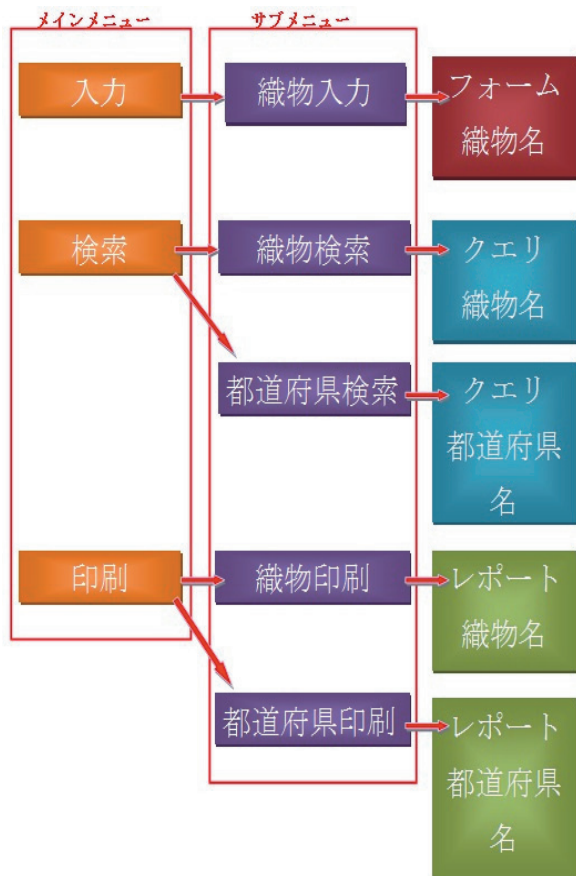 メインメニュー
サブメニュー
入力
織物入力
フォーム
織物名
検索
織物検索
クエリ
織物名
都道府県検索
クエリ
都道府県
名
印刷
織物印刷
レポート
織物名
都道府県印刷
レポート
都道府県
名